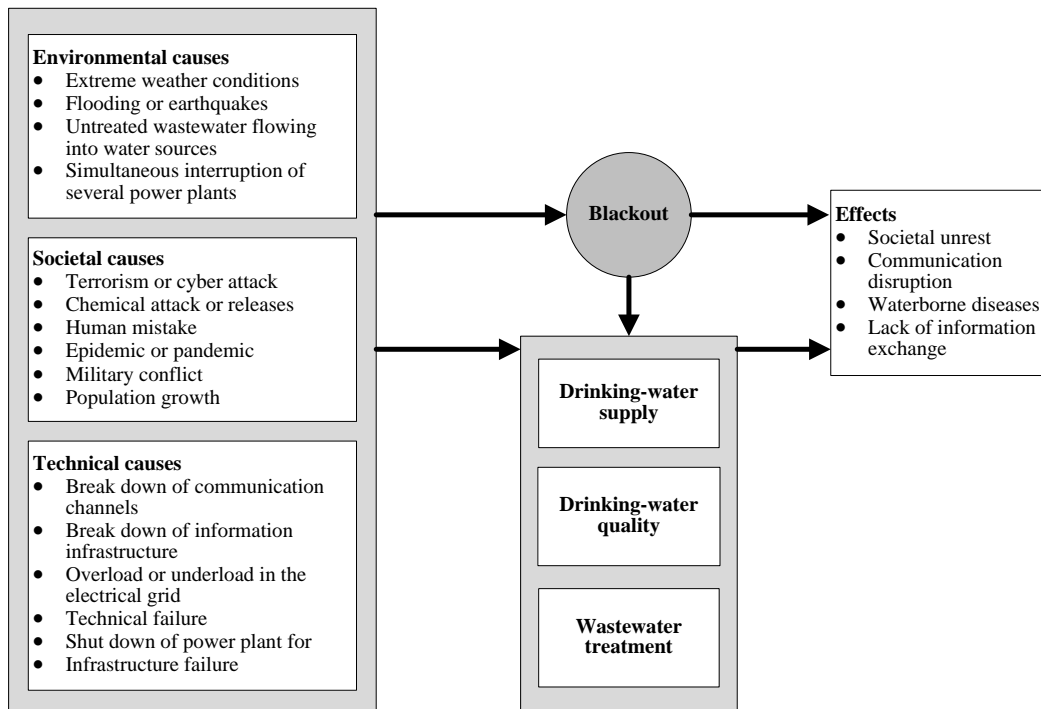 Environmental causes
● Extreme weather conditions
● Flooding or earthquakes
● Untreated wastewater flowing
into water sources
● Simultaneous interruption of
several power plants
Societal causes
● Terrorism or cyber attack
● Chemical attack or releases
● Human mistake
● Epidemic or pandemic
● Military conflict
● Population growth
Technical causes
● Break down of communication
channels
● Break down of information
infrastructure
● Overload or underload in the
electrical grid
● Technical failure
● Shut down of power plant for
● Infrastructure failure
Blackout
Drinking-water
supply
Drinking-water
quality
Wastewater
treatment
Effects
● Societal unrest
● Communication
disruption
● Waterborne diseases
● Lack of information
exchange